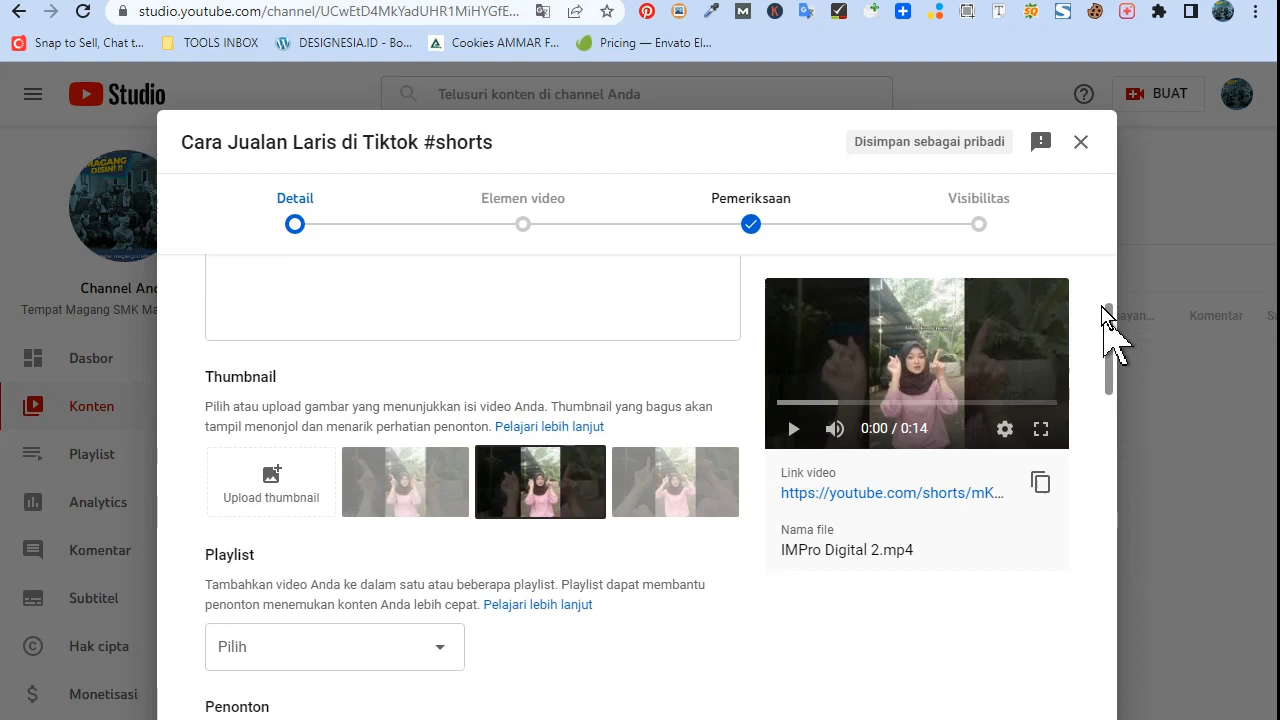 studio.youtube.com/channel/UCwEtD4MkYadUHR1MiHYGfE...
Snap to Sell, Chat t...
TOOLS INBOX
DESIGNESIA.ID - Bo...
Cookies AMMAR F...
Pricing — Envato El...
Studio
Telusuri konten di channel Anda
BUAT
MAGANG
DISINI !!
Channel And
Tempat Magang SMK Ma
Dasbor
Konten
Playlist
Analytics
Komentar
Subtitel
Hak cipta
Monetisasi
Cara Jualan Laris di Tiktok #shorts
Disimpan sebagai pribadi
Detail
Elemen video
Pemeriksaan
Visibilitas
Thumbnail
Pilih atau upload gambar yang menunjukkan isi video Anda. Thumbnail yang bagus akan
tampil menonjol dan menarik perhatian penonton. Pelajari lebih lanjut
Upload thumbnail
Playlist
Tambahkan video Anda ke dalam satu atau beberapa playlist. Playlist dapat membantu
penonton menemukan konten Anda lebih cepat. Pelajari lebih lanjut
Pilih
Penonton
0:00 / 0:14
Link video
https://youtube.com/shorts/mK...
Nama file
IMPro Digital 2.mp4
ayan...
Komentar